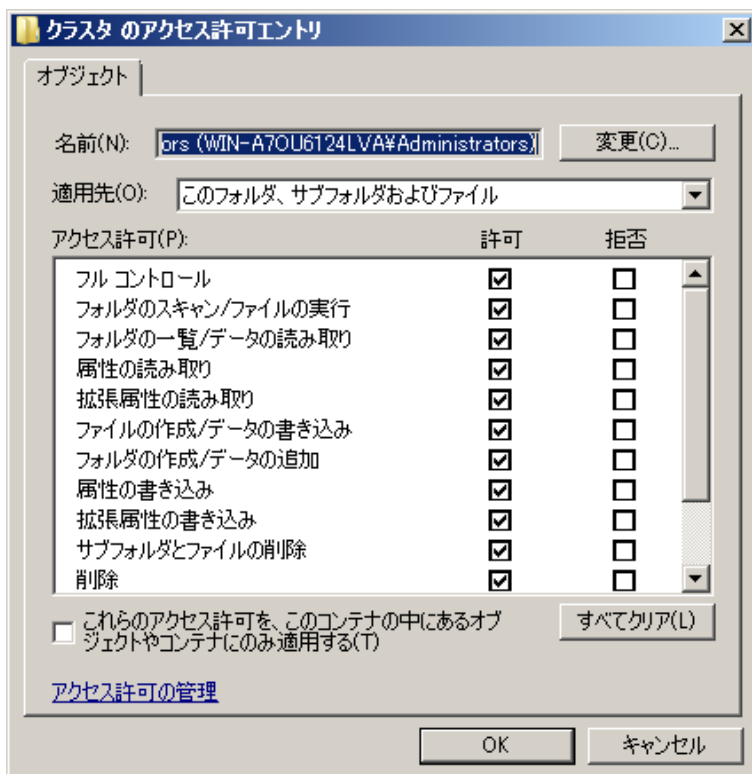 クラスタ のアクセス許可エントリ
オブジェクト
名前(N): ors (WIN-A7OU6124LVA¥Administrators) 変更(C)...
適用先(O): このフォルダ、サブフォルダおよびファイル
アクセス許可(P): 許可 拒否
フル コントロール
フォルダのスキャン/ファイルの実行
フォルダの一覧/データの読み取り
属性の読み取り
拡張属性の読み取り
ファイルの作成/データの書き込み
フォルダの作成/データの追加
属性の書き込み
拡張属性の書き込み
サブフォルダとファイルの削除
削除
これらのアクセス許可を、このコンテナの中にあるオブ すべてクリア(L)
ジェクトやコンテナにのみ適用する(T)
アクセス許可の管理
OK キャンセル